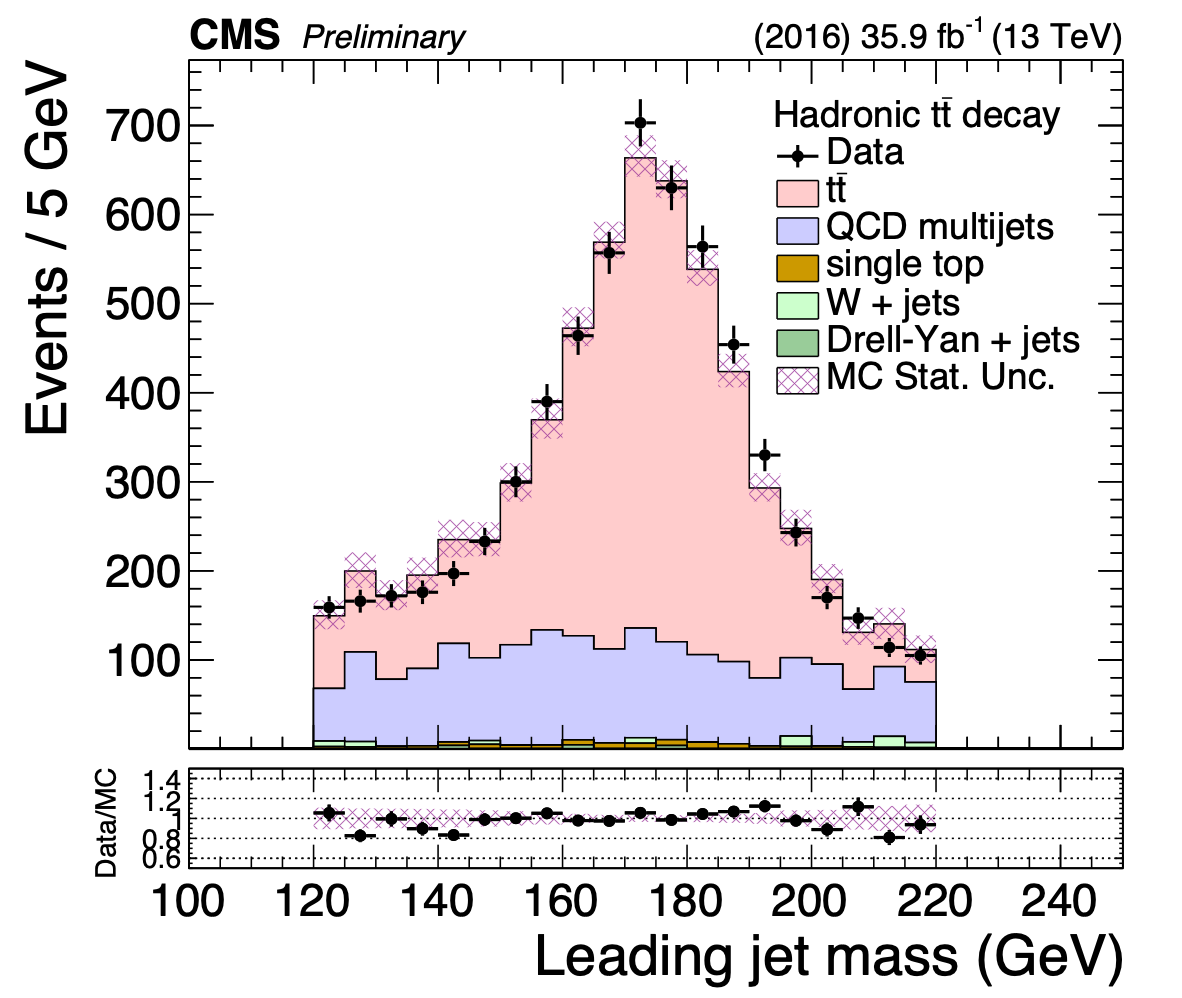 CMS Preliminary (2016) 35.9 fb⁻¹ (13 TeV)
Events / 5 GeV
700
600
500
400
300
200
100
Hadronic tt̄ decay
Data
tt̄
QCD multijets
single top
W + jets
Drell-Yan + jets
MC Stat. Unc.
Data/MC
1.4
1.2
1
0.8
0.6
100 120 140 160 180 200 220 240
Leading jet mass (GeV)